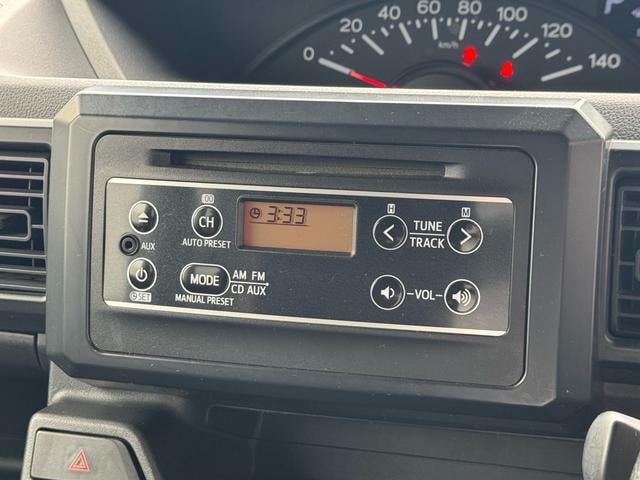 0 20 40 60 80 100 120 140
km/h
H M
3:33
CH
TUNE
TRACK
AUX
AUTO PRESET
MODE
AM FM
CD AUX
SET
MANUAL PRESET
-VOL-